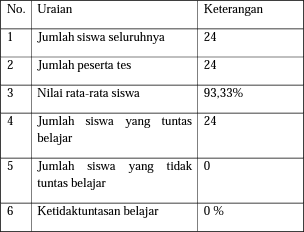 No. Uraian Keterangan
1 Jumlah siswa seluruhnya 24
2 Jumlah peserta tes 24
3 Nilai rata-rata siswa 93,33%
4 Jumlah siswa yang tuntas 24
belajar
5 Jumlah siswa yang tidak 0
tuntas belajar
6 Ketidaktuntasan belajar 0 %